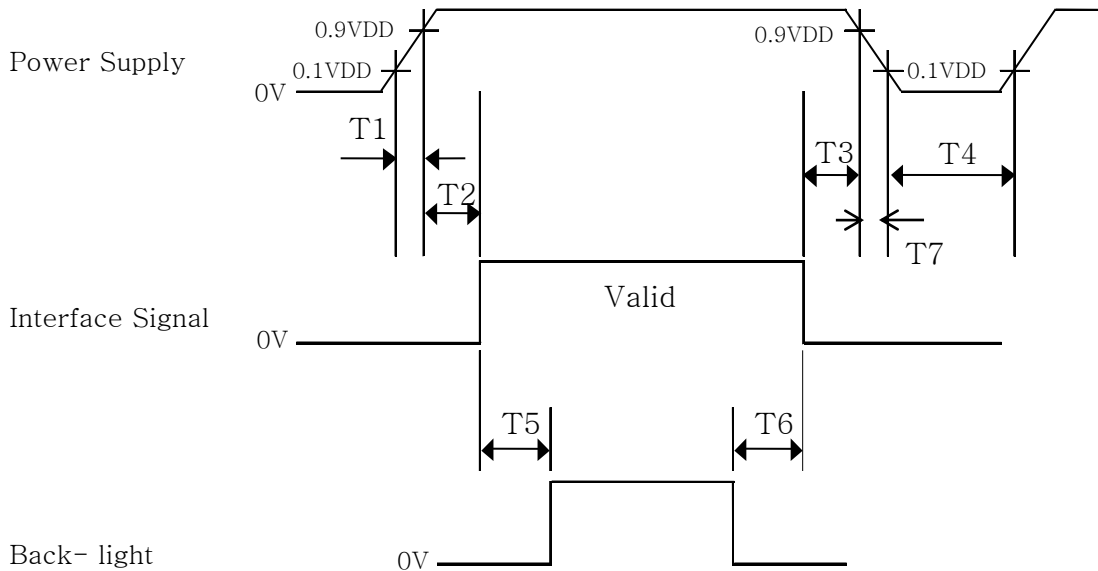 0.9VDD
0.9VDD
Power Supply
0.1VDD
0.1VDD
0V
T1
T3
T4
T2
T7
Valid
Interface Signal
0V
T5
T6
Back- light
0V